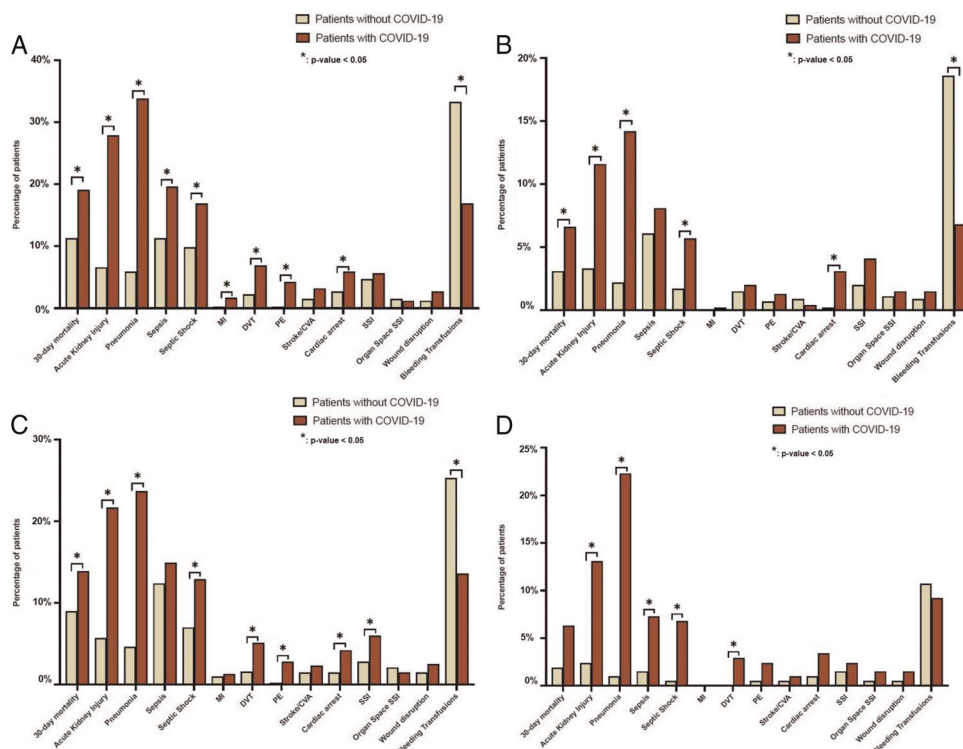 A
Patients without COVID-19
Patients with COVID-19
*: p-value < 0.05
Percentage of patients
40%
30%
20%
10%
0%
* * * * * * * * * *
30-day mortality
Acute Kidney Injury
Pneumonia
Sepsis
Septic Shock
MI
DVT
PE
Stroke/CVA
Cardiac arrest
SSI
Organ Space SSI
Wound disruption
Bleeding Transfusions
B
Patients without COVID-19
Patients with COVID-19
*: p-value < 0.05
Percentage of patients
20%
15%
10%
5%
0%
* * * * * *
30-day mortality
Acute Kidney Injury
Pneumonia
Sepsis
Septic Shock
MI
DVT
PE
Stroke/CVA
Cardiac arrest
SSI
Organ Space SSI
Wound disruption
Bleeding Transfusions
C
Patients without COVID-19
Patients with COVID-19
*: p-value < 0.05
Percentage of patients
30%
20%
10%
0%
* * * * * * * * *
30-day mortality
Acute Kidney Injury
Pneumonia
Sepsis
Septic Shock
MI
DVT
PE
Stroke/CVA
Cardiac arrest
SSI
Organ Space SSI
Wound disruption
Bleeding Transfusions
D
Patients without COVID-19
Patients with COVID-19
*: p-value < 0.05
Percentage of patients
25%
20%
15%
10%
5%
0%
* * * * *
30-day mortality
Acute Kidney Injury
Pneumonia
Sepsis
Septic Shock
MI
DVT
PE
Stroke/CVA
Cardiac arrest
SSI
Organ Space SSI
Wound disruption
Bleeding Transfusions